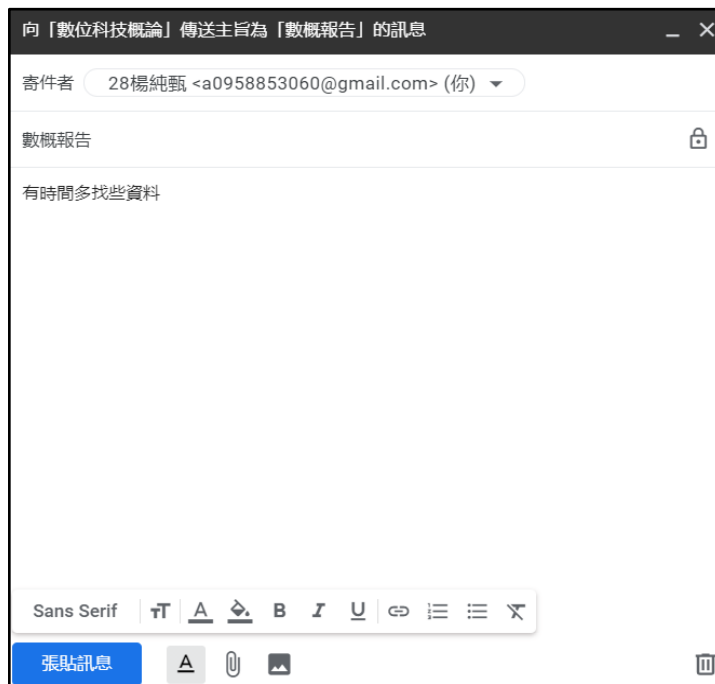 向「數位科技概論」傳送主旨為「數概報告」的訊息
寄件者 28楊純甄 <a0958853060@gmail.com> (你)
數概報告
有時間多找些資料
Sans Serif
張貼訊息